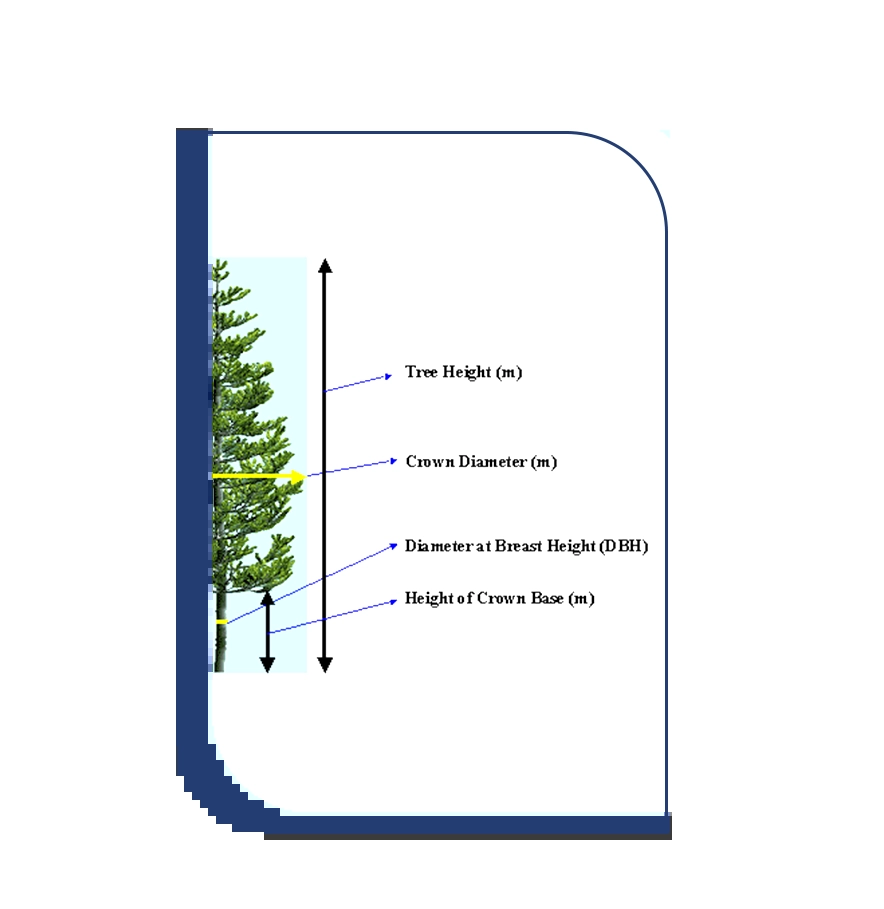 Tree Height (m)
Crown Diameter (m)
Diameter at Breast Height (DBH)
Height of Crown Base (m)